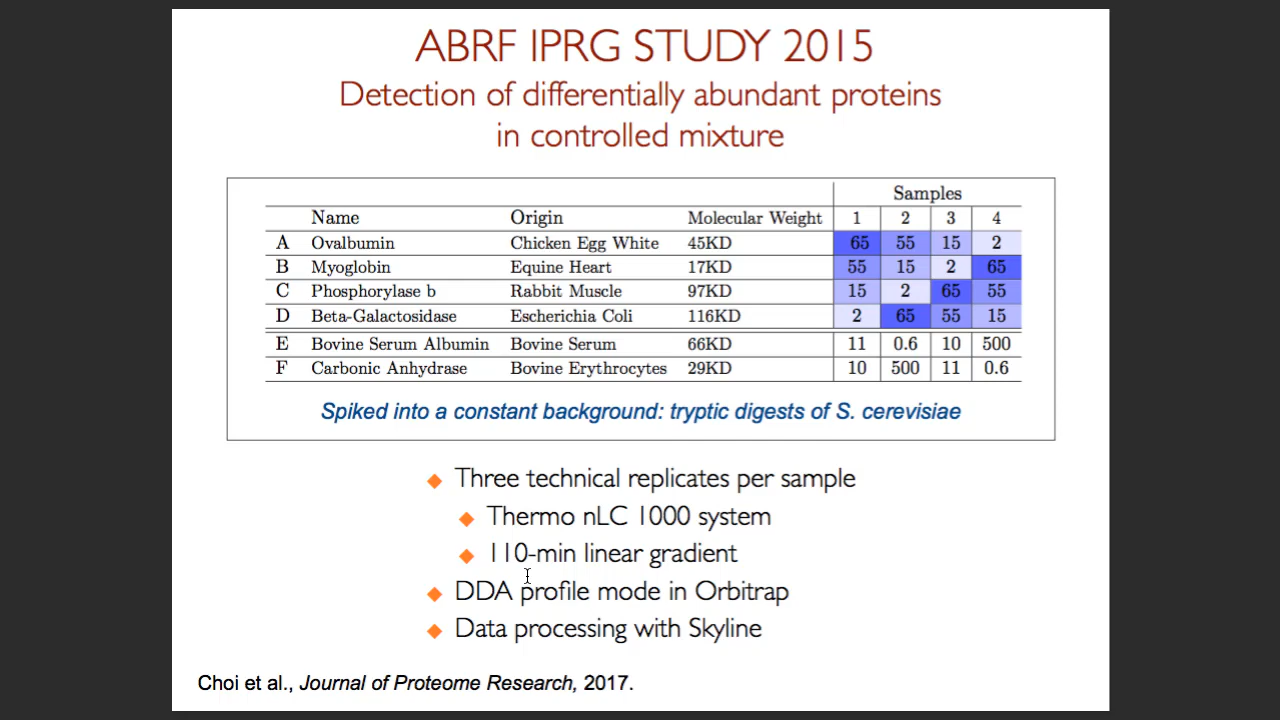 ABRF IPRG STUDY 2015
Detection of differentially abundant proteins
in controlled mixture
Samples
Name Origin Molecular Weight 1 2 3 4
A Ovalbumin Chicken Egg White 45KD 65 55 15 2
B Myoglobin Equine Heart 17KD 55 15 2 65
C Phosphorylase b Rabbit Muscle 97KD 15 2 65 55
D Beta-Galactosidase Escherichia Coli 116KD 2 65 55 15
E Bovine Serum Albumin Bovine Serum 66KD 11 0.6 10 500
F Carbonic Anhydrase Bovine Erythrocytes 29KD 10 500 11 0.6
Spiked into a constant background: tryptic digests of S. cerevisiae
◆ Three technical replicates per sample
◆ Thermo nLC 1000 system
◆ 110-min linear gradient
◆ DDA profile mode in Orbitrap
◆ Data processing with Skyline
Choi et al., Journal of Proteome Research, 2017.